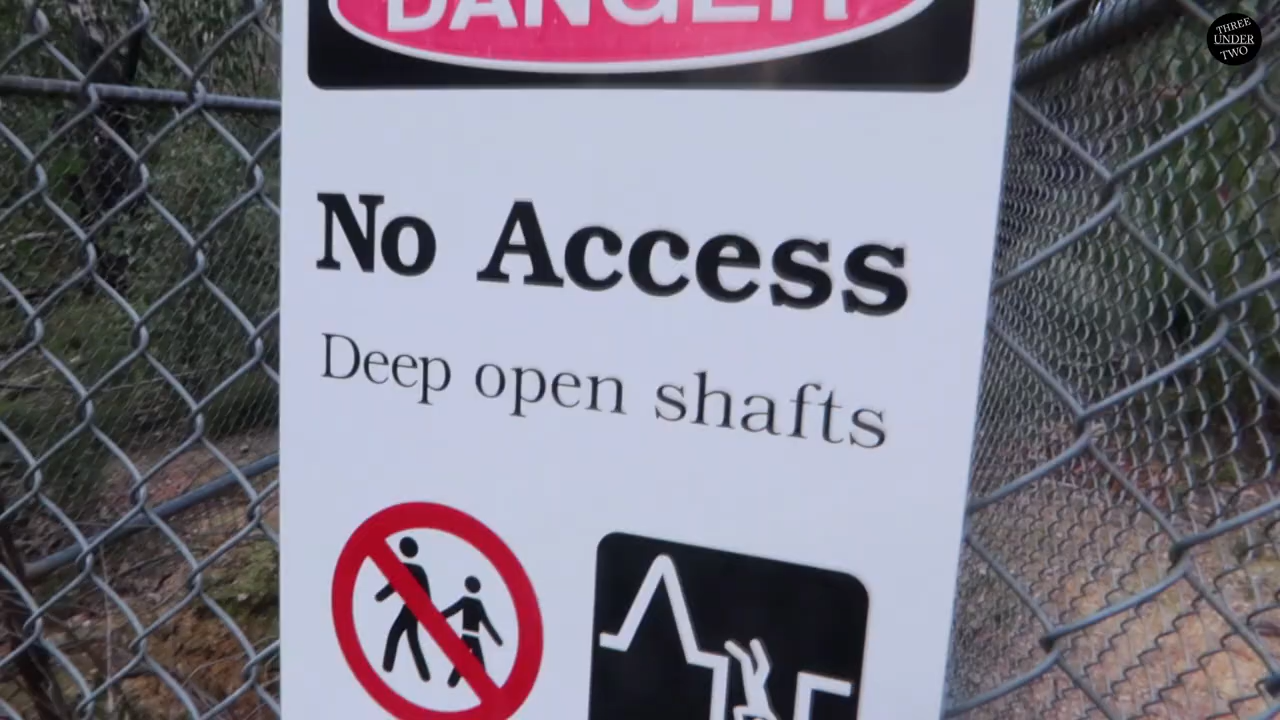 DANGER
No Access
Deep open shafts
THREE
UNDER
TWO